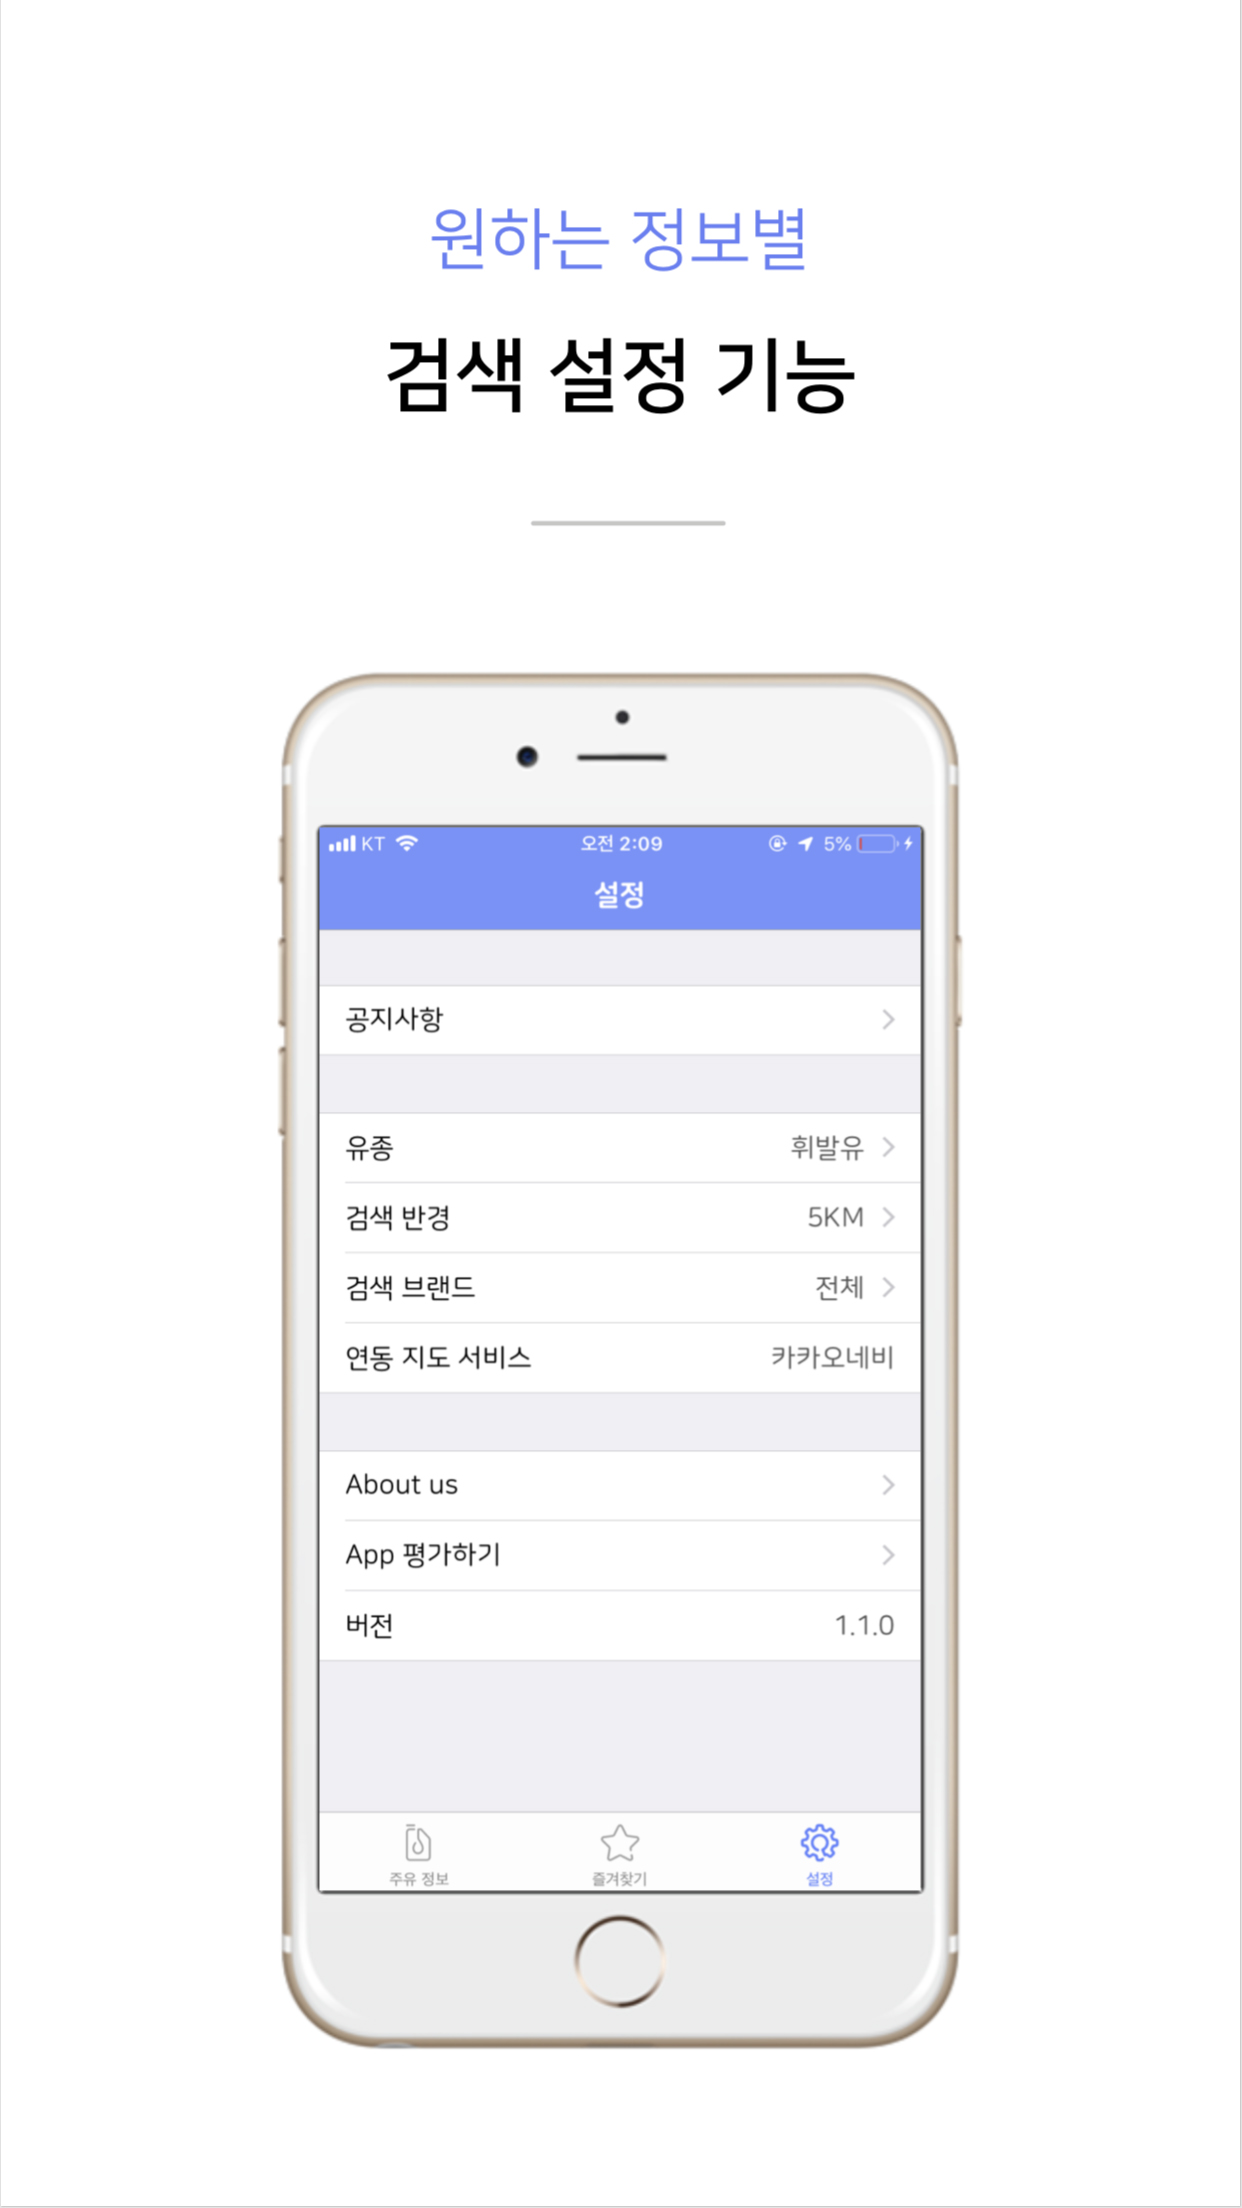 원하는 정보별
검색 설정 기능
KT 오전 2:09 5%
설정
공지사항
유종 휘발유
검색 반경 5KM
검색 브랜드 전체
연동 지도 서비스 카카오네비
About us
App 평가하기
버전 1.1.0
주유 정보 즐겨찾기 설정